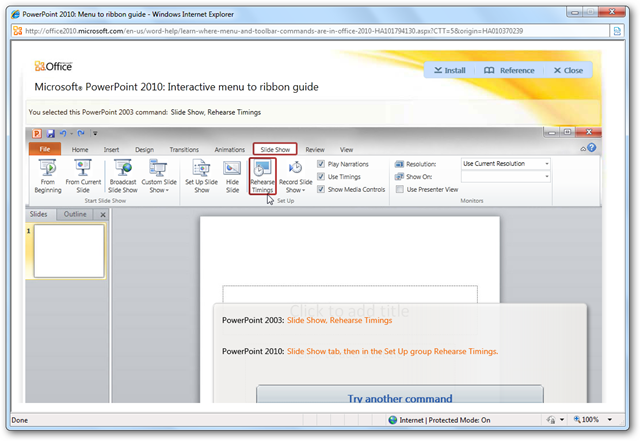 PowerPoint 2010: Menu to ribbon guide - Windows Internet Explorer
http://office2010.microsoft.com/en-us/word-help/learn-where-menu-and-toolbar-commands-are-in-office-2010-HA101794130.aspx?CTT=5&origin=HA010370239
Office
Install Reference Close
Microsoft® PowerPoint 2010: Interactive menu to ribbon guide
You selected this PowerPoint 2003 command: Slide Show, Rehearse Timings
File Home Insert Design Transitions Animations Slide Show Review View
From Beginning
From Current Slide
Broadcast Slide Show
Custom Slide Show
Set Up Slide Show
Hide Slide
Rehearse Timings
Record Slide Show
Play Narrations
Use Timings
Show Media Controls
Resolution: Use Current Resolution
Show On:
Use Presenter View
Start Slide Show Set Up Monitors
Slides Outline
1
Click to add title
PowerPoint 2003: Slide Show, Rehearse Timings
PowerPoint 2010: Slide Show tab, then in the Set Up group Rehearse Timings.
Try another command
Done Internet | Protected Mode: On 100%